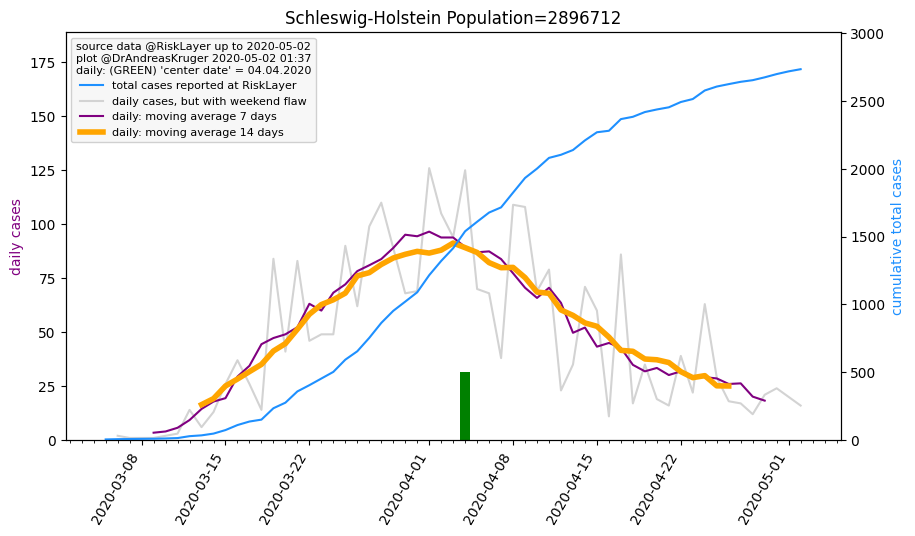 Schleswig-Holstein Population=2896712
source data @RiskLayer up to 2020-05-02
plot @DrAndreasKruger 2020-05-02 01:37
daily: (GREEN) 'center date' = 04.04.2020
total cases reported at RiskLayer
daily cases, but with weekend flaw
daily: moving average 7 days
daily: moving average 14 days
daily cases
175
150
125
100
75
50
25
0
cumulative total cases
3000
2500
2000
1500
1000
500
0
2020-03-08
2020-03-15
2020-03-22
2020-04-01
2020-04-08
2020-04-15
2020-04-22
2020-05-01